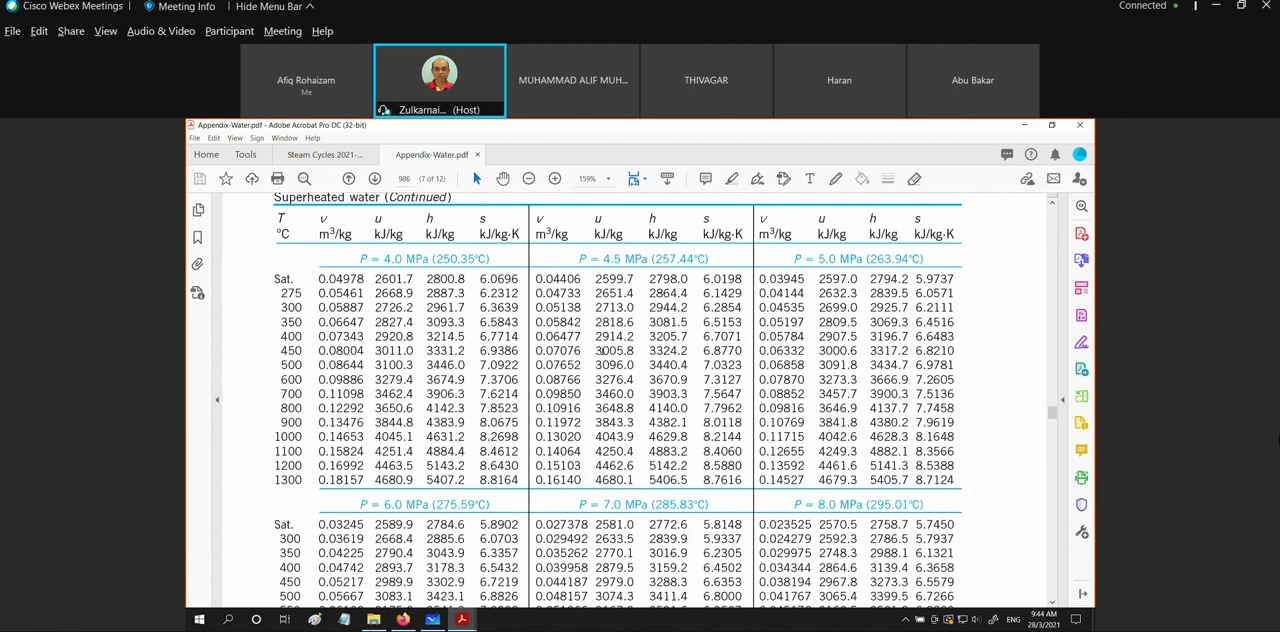 Cisco Webex Meetings | Meeting Info | Hide Menu Bar
Connected
File Edit Share View Audio & Video Participant Meeting Help
Afiq Rohaizam
Me
Zulkarnai... (Host)
MUHAMMAD ALIF MUH...
THIVAGAR
Haran
Abu Bakar
Appendix-Water.pdf - Adobe Acrobat Pro DC (32-bit)
File Edit View Sign Window Help
Home Tools Steam Cycles 2021-... Appendix-Water.pdf ×
986 (7 of 12) 159%
Superheated water (Continued)
T v u h s v u h s v u h s
°C m³/kg kJ/kg kJ/kg kJ/kg·K m³/kg kJ/kg kJ/kg kJ/kg·K m³/kg kJ/kg kJ/kg kJ/kg·K
P = 4.0 MPa (250.35°C) P = 4.5 MPa (257.44°C) P = 5.0 MPa (263.94°C)
Sat. 0.04978 2601.7 2800.8 6.0696 0.04406 2599.7 2798.0 6.0198 0.03945 2597.0 2794.2 5.9737
275 0.05461 2668.9 2887.3 6.2312 0.04733 2651.4 2864.4 6.1429 0.04144 2632.3 2839.5 6.0571
300 0.05887 2726.2 2961.7 6.3639 0.05138 2713.0 2944.2 6.2854 0.04535 2699.0 2925.7 6.2111
350 0.06647 2827.4 3093.3 6.5843 0.05842 2818.6 3081.5 6.5153 0.05197 2809.5 3069.3 6.4516
400 0.07343 2920.8 3214.5 6.7714 0.06477 2914.2 3205.7 6.7071 0.05784 2907.5 3196.7 6.6483
450 0.08004 3011.0 3331.2 6.9386 0.07076 3005.8 3324.2 6.8770 0.06332 3000.6 3317.2 6.8210
500 0.08644 3100.3 3446.0 7.0922 0.07652 3096.0 3440.4 7.0323 0.06858 3091.8 3434.7 6.9781
600 0.09886 3279.4 3674.9 7.3706 0.08766 3276.4 3670.9 7.3127 0.07870 3273.3 3666.9 7.2605
700 0.11098 3462.4 3906.3 7.6214 0.09850 3460.0 3903.3 7.5647 0.08852 3457.7 3900.3 7.5136
800 0.12292 3650.6 4142.3 7.8523 0.10916 3648.8 4140.0 7.7962 0.09816 3646.9 4137.7 7.7458
900 0.13476 3844.8 4383.9 8.0675 0.11972 3843.3 4382.1 8.0118 0.10769 3841.8 4380.2 7.9619
1000 0.14653 4045.1 4631.2 8.2698 0.13020 4043.9 4629.8 8.2144 0.11715 4042.6 4628.3 8.1648
1100 0.15824 4251.4 4884.4 8.4612 0.14064 4250.4 4883.2 8.4060 0.12655 4249.3 4882.1 8.3566
1200 0.16992 4463.5 5143.2 8.6430 0.15103 4462.6 5142.2 8.5880 0.13592 4461.6 5141.3 8.5388
1300 0.18157 4680.9 5407.2 8.8164 0.16140 4680.1 5406.5 8.7616 0.14527 4679.3 5405.7 8.7124
P = 6.0 MPa (275.59°C) P = 7.0 MPa (285.83°C) P = 8.0 MPa (295.01°C)
Sat. 0.03245 2589.9 2784.6 5.8902 0.027378 2581.0 2772.6 5.8148 0.023525 2570.5 2758.7 5.7450
300 0.03619 2668.4 2885.6 6.0703 0.029492 2633.5 2839.9 5.9337 0.024279 2592.3 2786.5 5.7937
350 0.04225 2790.4 3043.9 6.3357 0.035262 2770.1 3016.9 6.2305 0.029975 2748.3 2988.1 6.1321
400 0.04742 2893.7 3178.3 6.5432 0.039958 2879.5 3159.2 6.4502 0.034344 2864.6 3139.4 6.3658
450 0.05217 2989.9 3302.9 6.7219 0.044187 2979.0 3288.3 6.6353 0.038194 2967.8 3273.3 6.5579
500 0.05667 3083.1 3423.1 6.8826 0.048157 3074.3 3411.4 6.8000 0.041767 3065.4 3399.5 6.7266
ENG
9:44 AM
28/3/2021